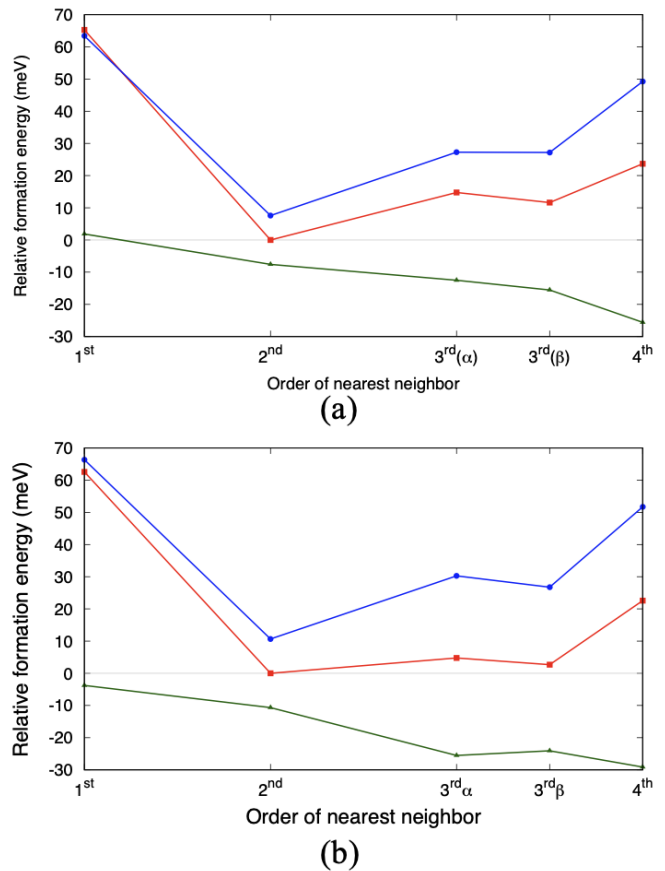 70
60
50
40
30
20
10
0
-10
-20
-30
Relative formation energy (meV)
1st 2nd 3rd(α) 3rd(β) 4th
Order of nearest neighbor
(a)
70
60
50
40
30
20
10
0
-10
-20
-30
Relative formation energy (meV)
1st 2nd 3rdα 3rdβ 4th
Order of nearest neighbor
(b)